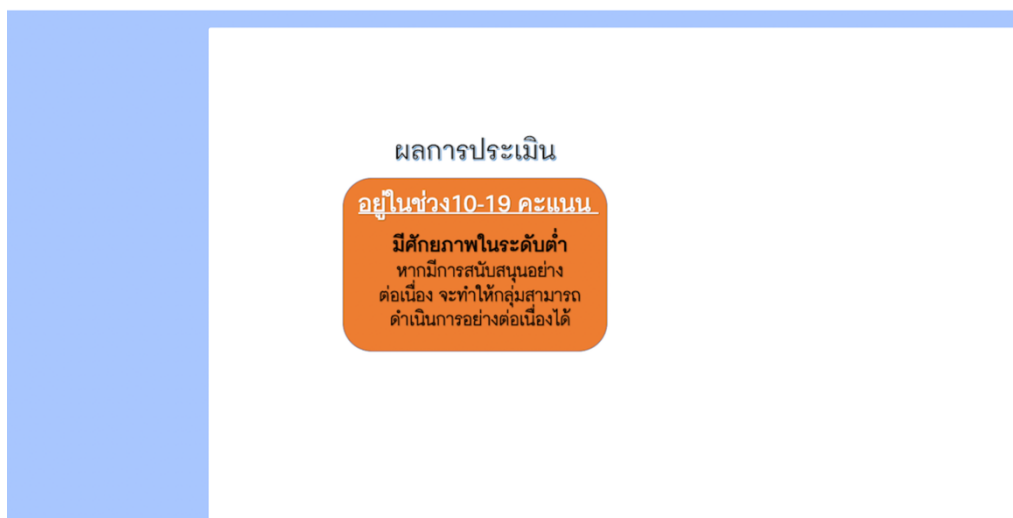 ผลการประเมิน
อยู่ในช่วง10-19 คะแนน
มีศักยภาพในระดับต่ำ
หากมีการสนับสนุนอย่าง
ต่อเนื่อง จะทำให้กลุ่มสามารถ
ดำเนินการอย่างต่อเนื่องได้